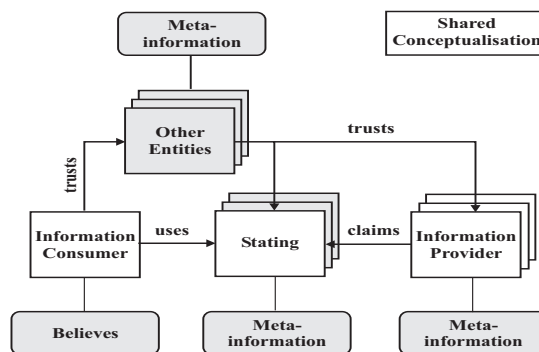 Meta-
information
Shared
Conceptualisation
Other
Entities
trusts
trusts
Information
Consumer
uses
Stating
claims
Information
Provider
Believes
Meta-
information
Meta-
information